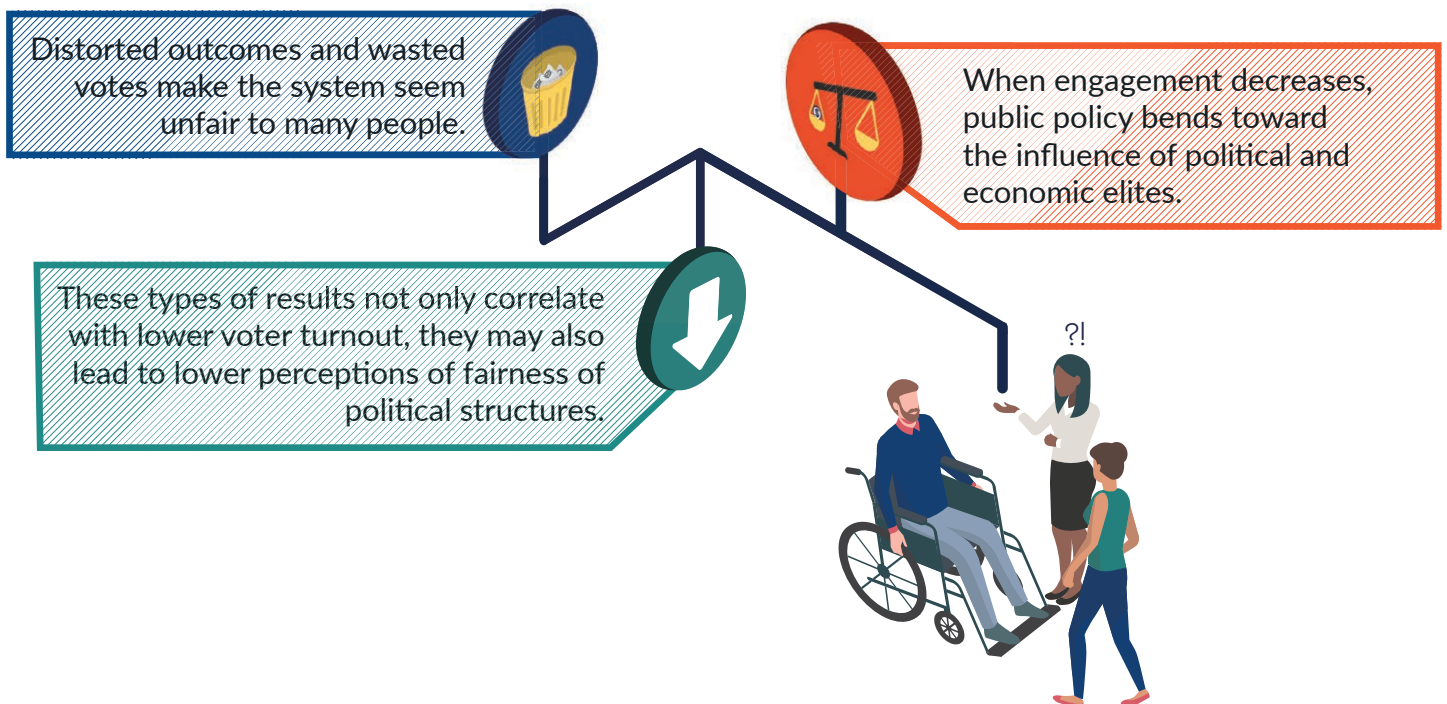 Distorted outcomes and wasted
votes make the system seem
unfair to many people.
These types of results not only correlate
with lower voter turnout, they may also
lead to lower perceptions of fairness of
political structures.
When engagement decreases,
public policy bends toward
the influence of political and
economic elites.
?!